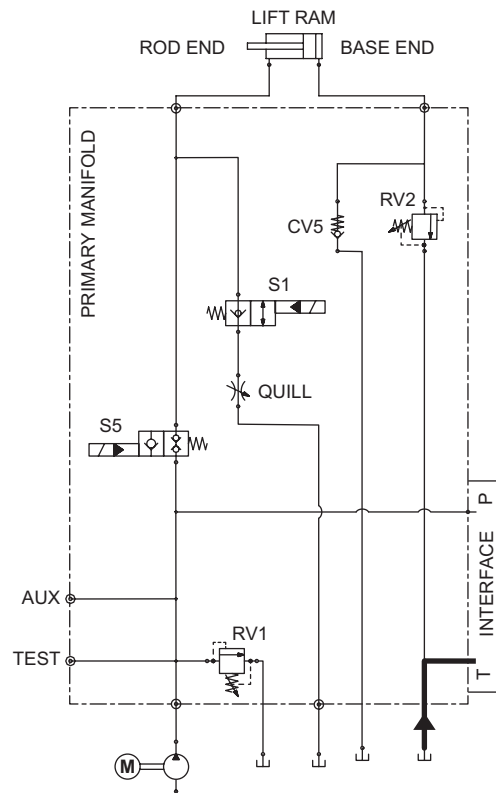 LIFT RAM
ROD END
BASE END
PRIMARY MANIFOLD
RV2
CV5
S1
QUILL
S5
P
INTERFACE
AUX
RV1
TEST
T
M